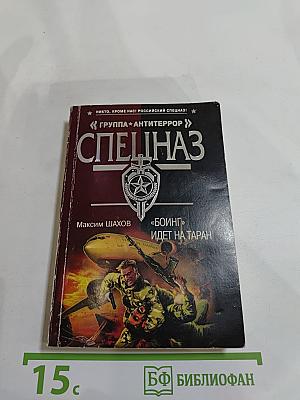 НИКТО, КРОМЕ НАС! РОССИЙСКИЙ СПЕЦНАЗ!
« ГРУППА★АНТИТЕРРОР »
СПЕЦНАЗ
Максим ШАХОВ
«БОИНГ»
ИДЕТ НА ТАРАН
15с
БФ БИБЛИОФАН